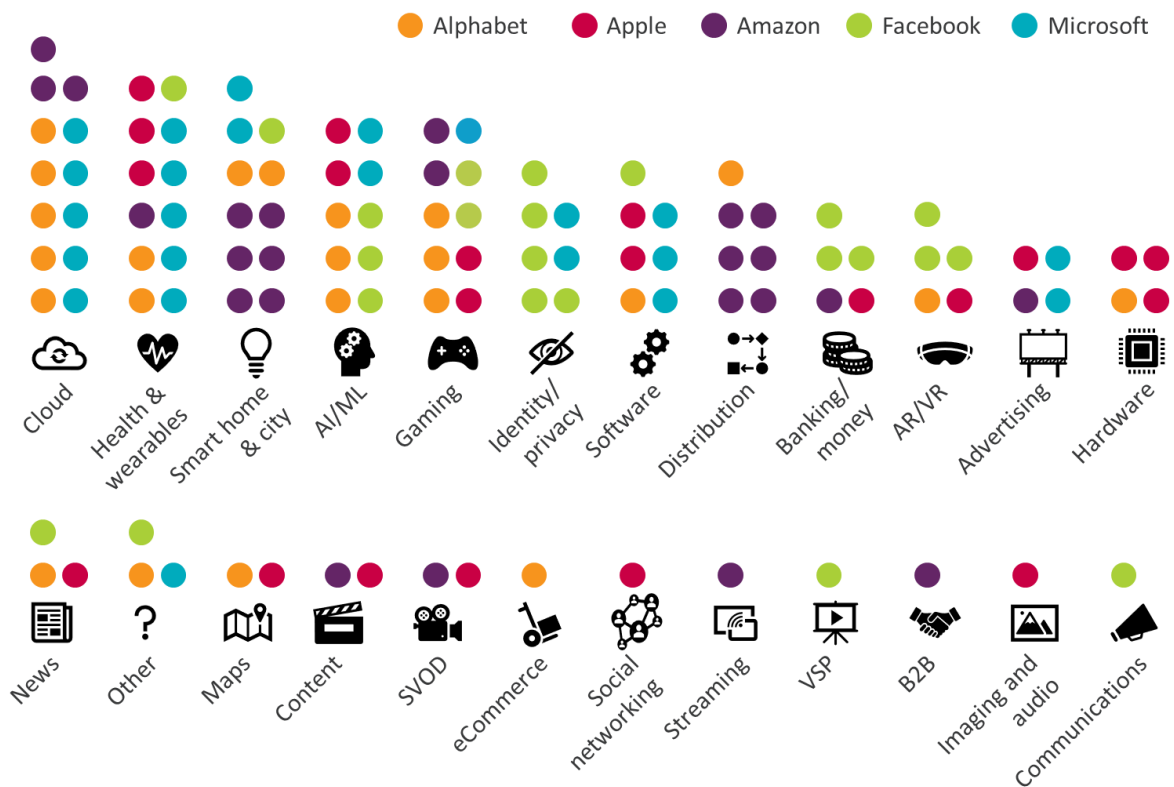 Alphabet
Apple
Amazon
Facebook
Microsoft
Cloud
Health &
wearables
Smart home
& city
AI/ML
Gaming
Identity/
privacy
Software
Distribution
Banking/
money
AR/VR
Advertising
Hardware
News
?
Other
Maps
Content
SVOD
eCommerce
Social
networking
Streaming
VSP
B2B
Imaging and
audio
Communications